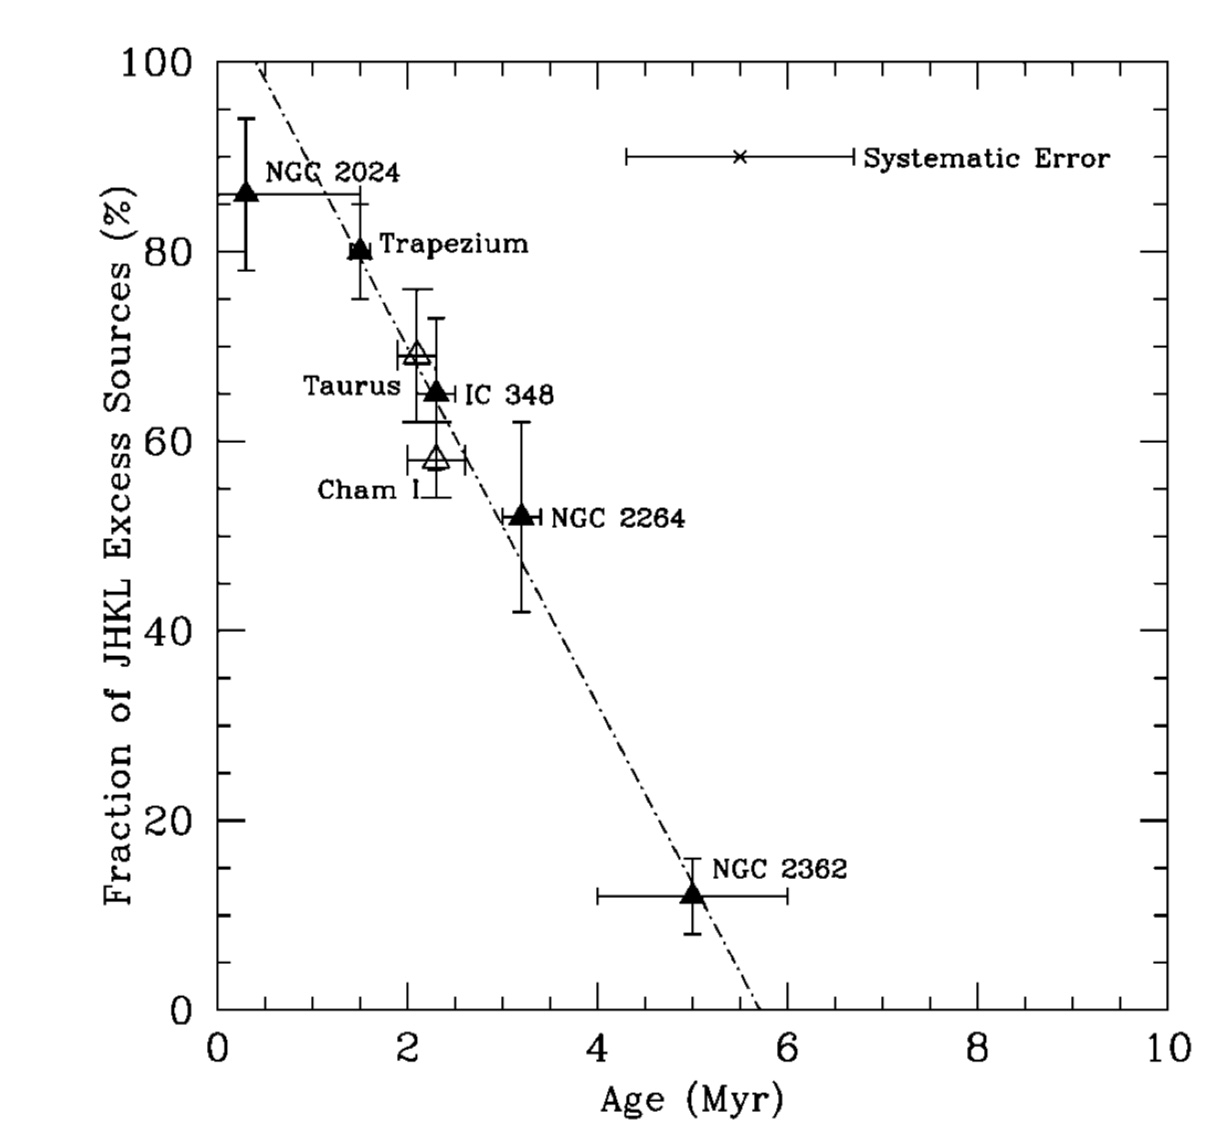 100
NGC 2024
Systematic Error
80
Trapezium
Taurus
IC 348
60
Cham I
NGC 2264
40
20
NGC 2362
0
0 2 4 6 8 10
Age (Myr)
Fraction of JHKL Excess Sources (%)